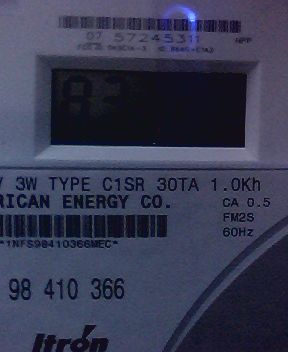 07 57245311
V 3W TYPE C1SR 30TA 1.0Kh
RICAN ENERGY CO.
CA 0.5
FM2S
60Hz
*1NFS98410366MEC*
98 410 366
Itron